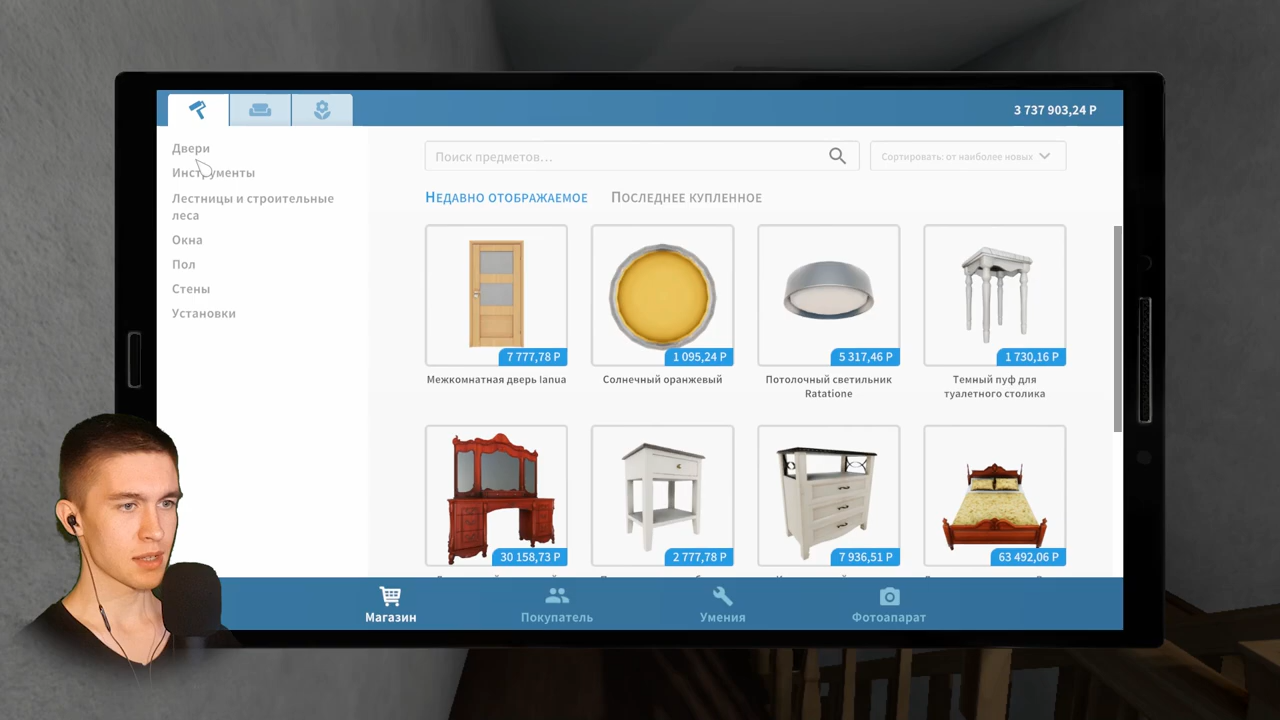 3 737 903,24 Р
Двери
Инструменты
Лестницы и строительные
леса
Окна
Пол
Стены
Установки
Поиск предметов…
Сортировать: от наиболее новых
НЕДАВНО ОТОБРАЖАЕМОЕ
ПОСЛЕДНЕЕ КУПЛЕННОЕ
7 777,78 Р
1 095,24 Р
5 317,46 Р
1 730,16 Р
Межкомнатная дверь Ianua
Солнечный оранжевый
Потолочный светильник
Ratatione
Темный пуф для
туалетного столика
30 158,73 Р
2 777,78 Р
7 936,51 Р
63 492,06 Р
Магазин
Покупатель
Умения
Фотоапарат